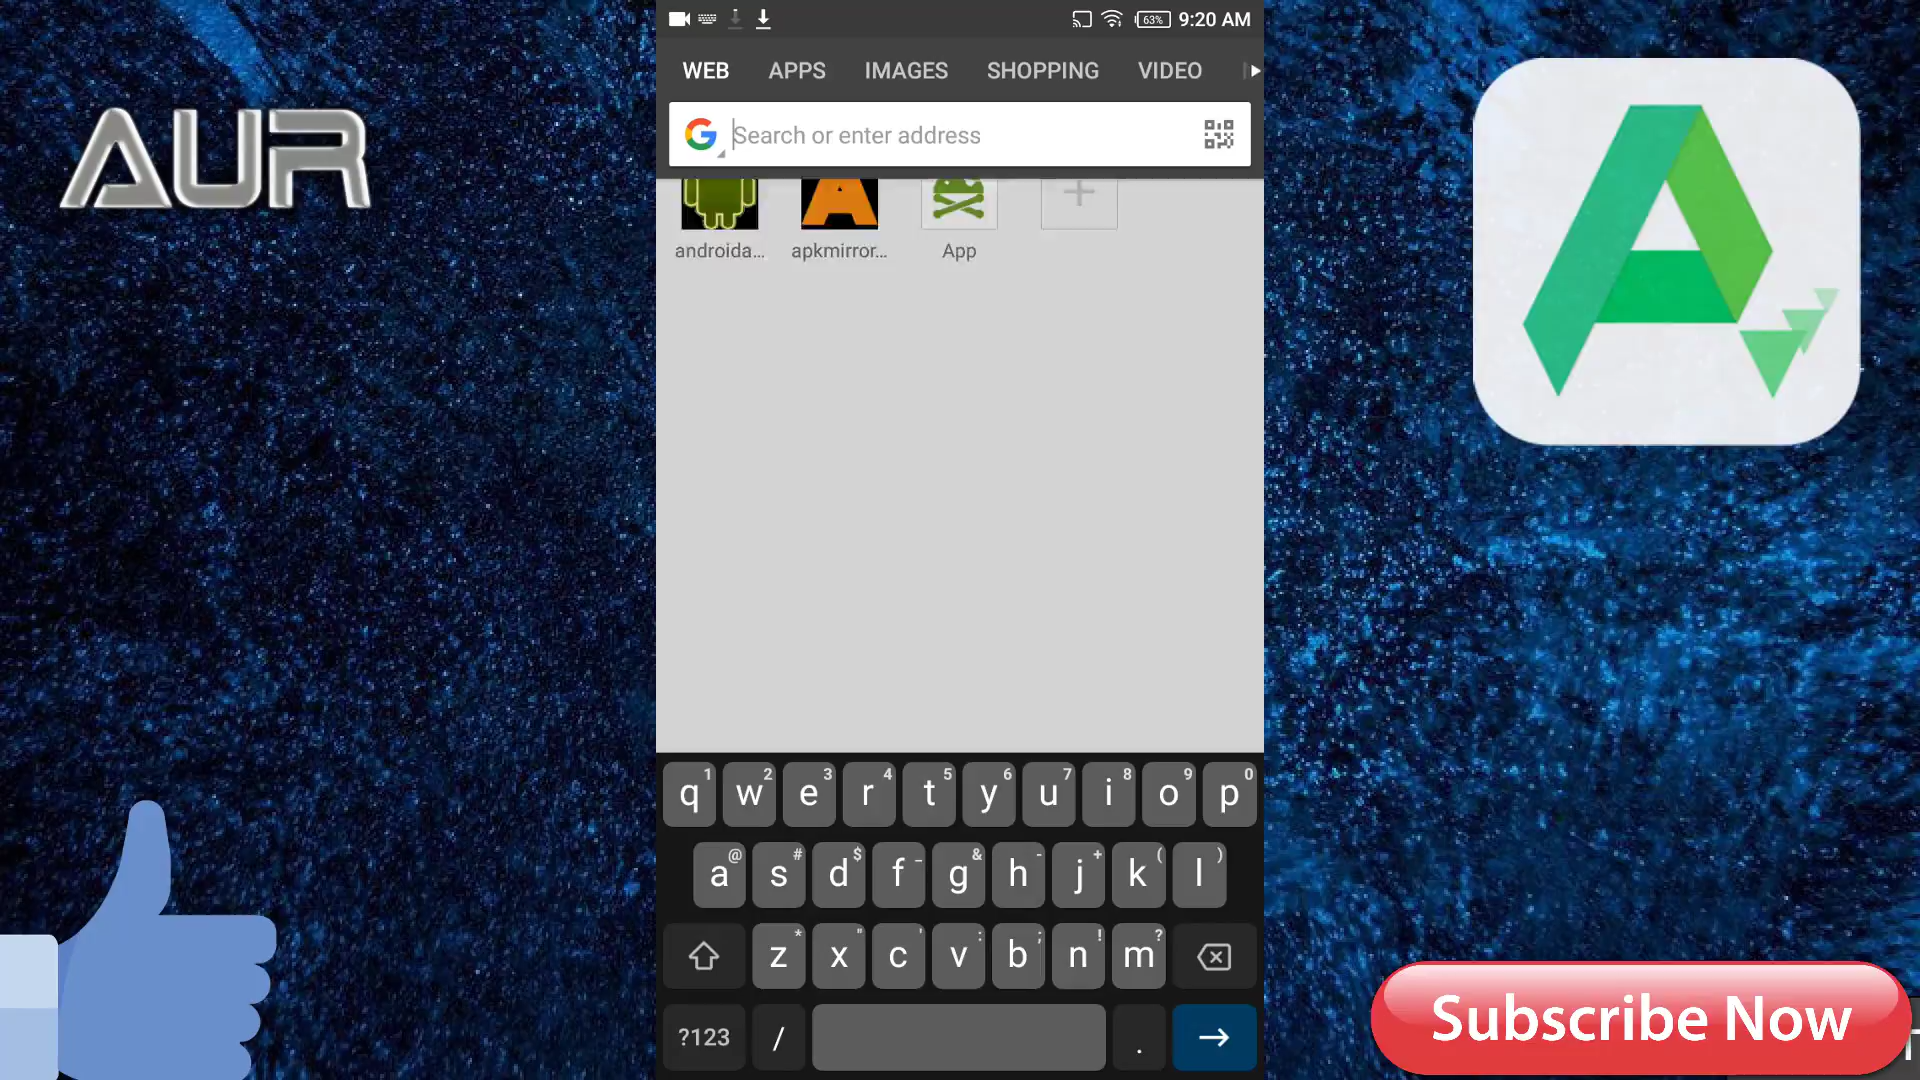 AUR
63% 9:20 AM
WEB APPS IMAGES SHOPPING VIDEO
Search or enter address
androida... apkmirror... App
q 1 w 2 e 3 r 4 t 5 y 6 u 7 i 8 o 9 p 0
a @ s # d $ f _ g & h - j + k ( l )
z * x " c ' v : b ; n ! m ?
?123 / . →
Subscribe Now